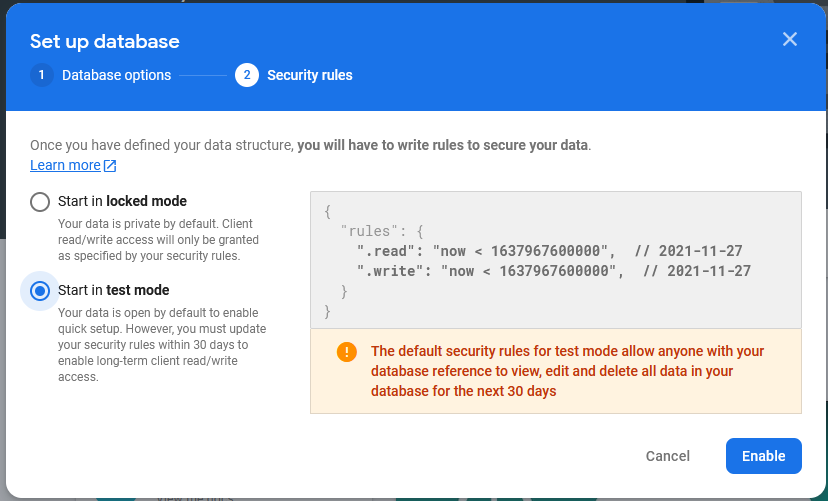 Set up database
1 Database options
2 Security rules
Once you have defined your data structure, you will have to write rules to secure your data.
Learn more
Start in locked mode
Your data is private by default. Client
read/write access will only be granted
as specified by your security rules.
Start in test mode
Your data is open by default to enable
quick setup. However, you must update
your security rules within 30 days to
enable long-term client read/write
access.
{
"rules": {
".read": "now < 1637967600000",  // 2021-11-27
".write": "now < 1637967600000",  // 2021-11-27
}
}
The default security rules for test mode allow anyone with your
database reference to view, edit and delete all data in your
database for the next 30 days
Cancel
Enable
View the docs